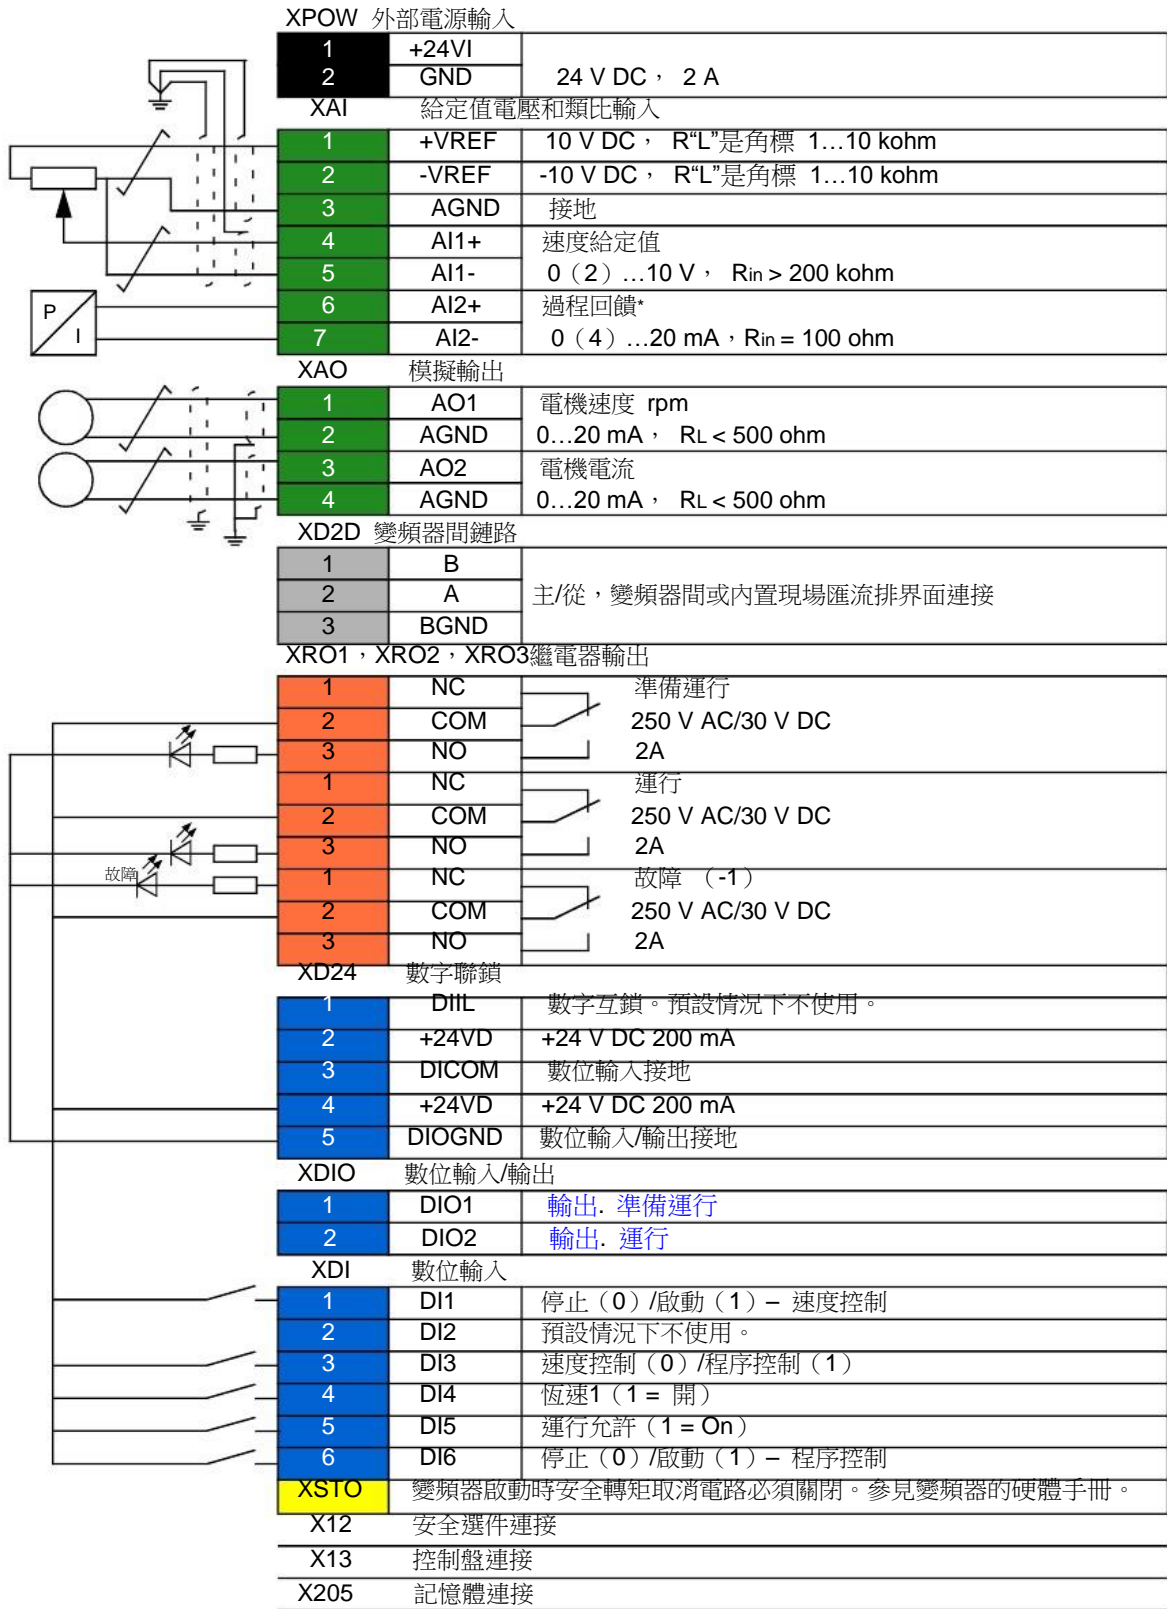 XPOW 外部電源輸入
1 +24VI
2 GND 24 V DC， 2 A
XAI 給定值電壓和類比輸入
1 +VREF 10 V DC， R“L”是角標 1…10 kohm
2 -VREF -10 V DC， R“L”是角標 1…10 kohm
3 AGND 接地
4 AI1+ 速度給定值
5 AI1- 0（2）…10 V， Rin > 200 kohm
6 AI2+ 過程回饋*
7 AI2- 0（4）…20 mA，Rin = 100 ohm
P
I
XAO 模擬輸出
1 AO1 電機速度 rpm
2 AGND 0…20 mA， RL < 500 ohm
3 AO2 電機電流
4 AGND 0…20 mA， RL < 500 ohm
XD2D 變頻器間鏈路
1 B
2 A 主/從，變頻器間或內置現場匯流排界面連接
3 BGND
XRO1，XRO2，XRO3繼電器輸出
1 NC 準備運行
2 COM 250 V AC/30 V DC
3 NO 2A
1 NC 運行
2 COM 250 V AC/30 V DC
3 NO 2A
故障 1 NC 故障 （-1）
2 COM 250 V AC/30 V DC
3 NO 2A
XD24 數字聯鎖
1 DIIL 數字互鎖。預設情況下不使用。
2 +24VD +24 V DC 200 mA
3 DICOM 數位輸入接地
4 +24VD +24 V DC 200 mA
5 DIOGND 數位輸入/輸出接地
XDIO 數位輸入/輸出
1 DIO1 輸出. 準備運行
2 DIO2 輸出. 運行
XDI 數位輸入
1 DI1 停止（0）/啟動（1）– 速度控制
2 DI2 預設情況下不使用。
3 DI3 速度控制（0）/程序控制（1）
4 DI4 恆速1（1 = 開）
5 DI5 運行允許（1 = On）
6 DI6 停止（0）/啟動（1）– 程序控制
XSTO 變頻器啟動時安全轉矩取消電路必須關閉。參見變頻器的硬體手冊。
X12 安全選件連接
X13 控制盤連接
X205 記憶體連接